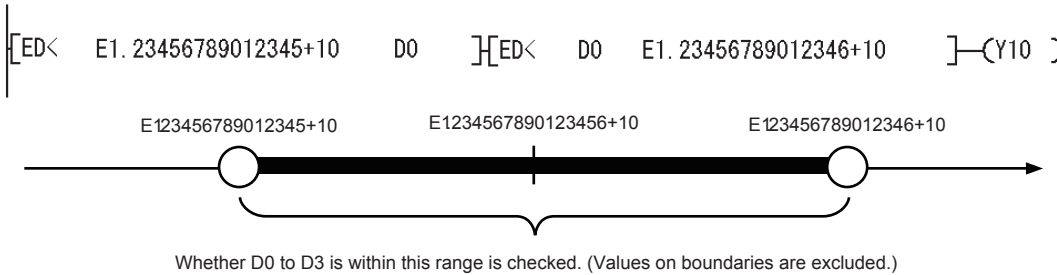 [ED< E1.23456789012345+10 D0 ][ED< D0 E1.23456789012346+10 ](Y10 )
E123456789012345+10 E1234567890123456+10 E123456789012346+10
Whether D0 to D3 is within this range is checked. (Values on boundaries are excluded.)